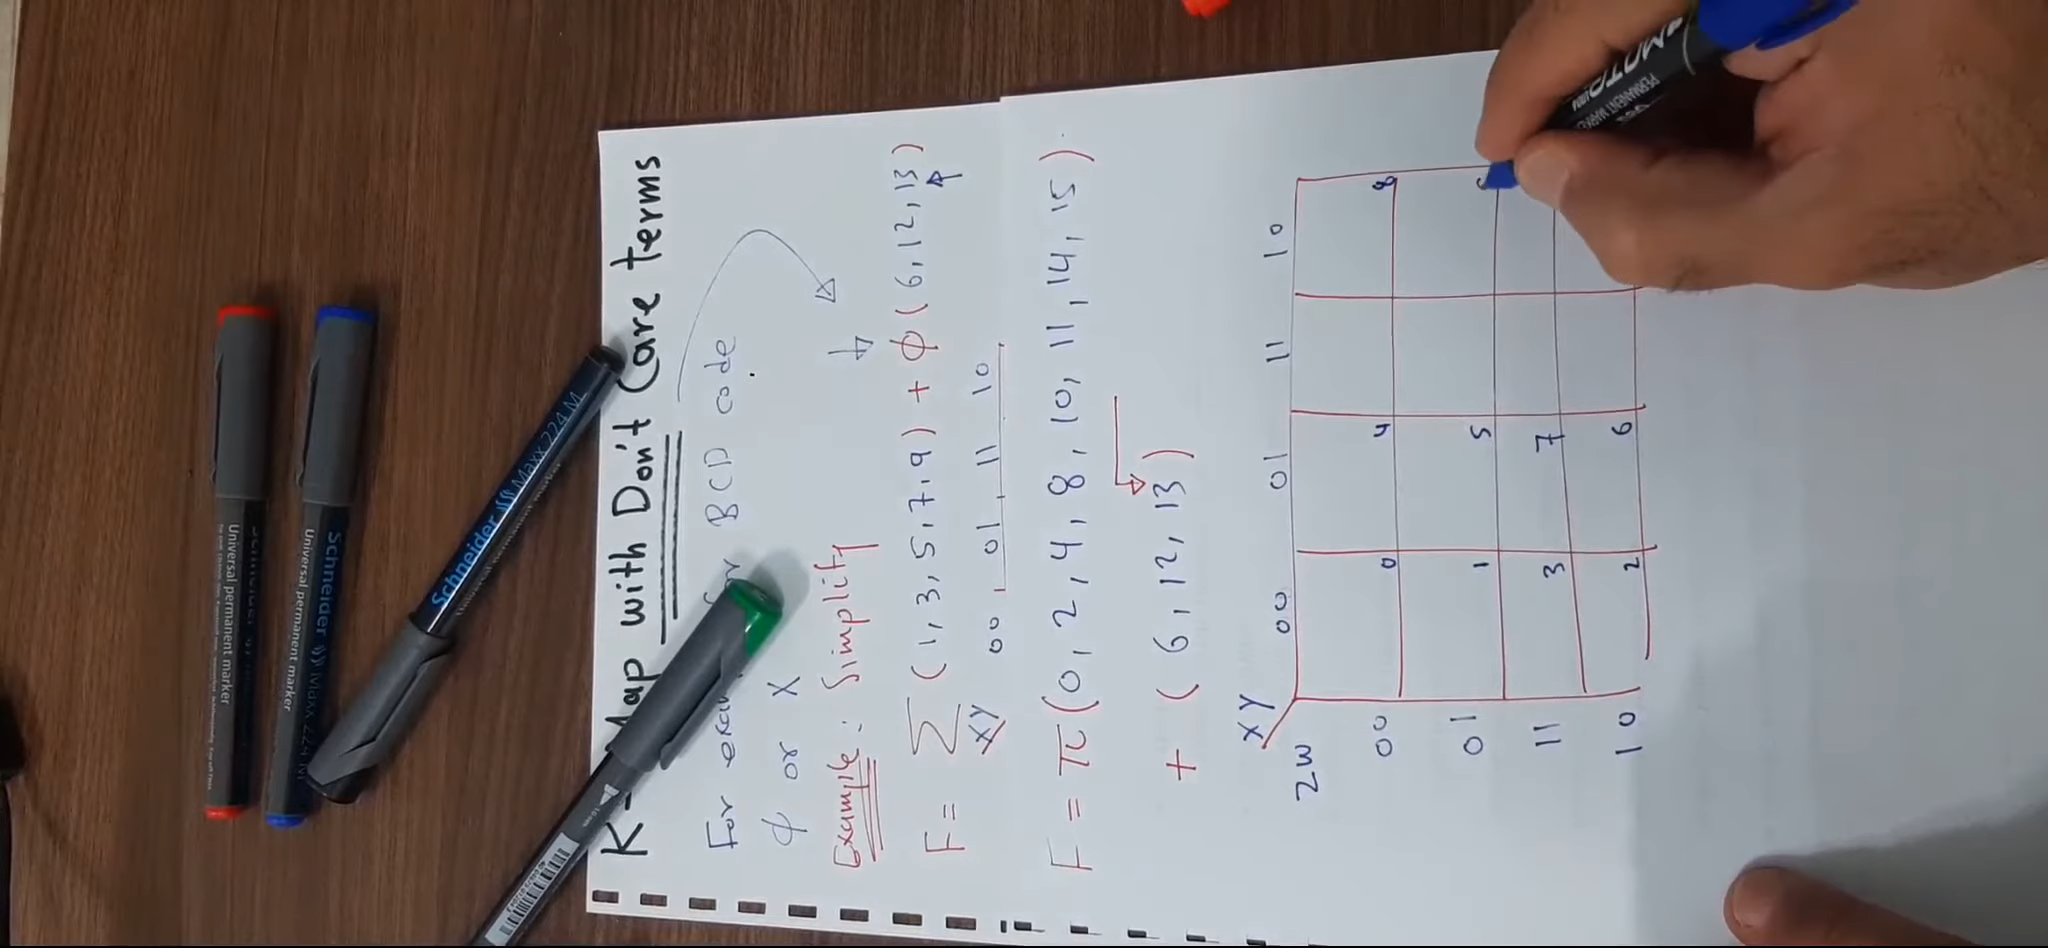 K-Map with Don't Care terms
For BCD code
φ or X
Example: Simplify
F = Σ (1,3,5,7,9) + φ (6,12,13)
XY 00, 01, 11 10
F = π (0, 2, 4, 8, 10, 11, 14, 15)
+ (6, 12, 13)
XY 00 01 11 10
ZW
00 0 4 8
01 1 5
11 3 7
10 2 6
Schneider Maxx 224 M
Universal permanent marker
Schneider Maxx 224 M
Universal permanent marker
PERMANENT MARKER